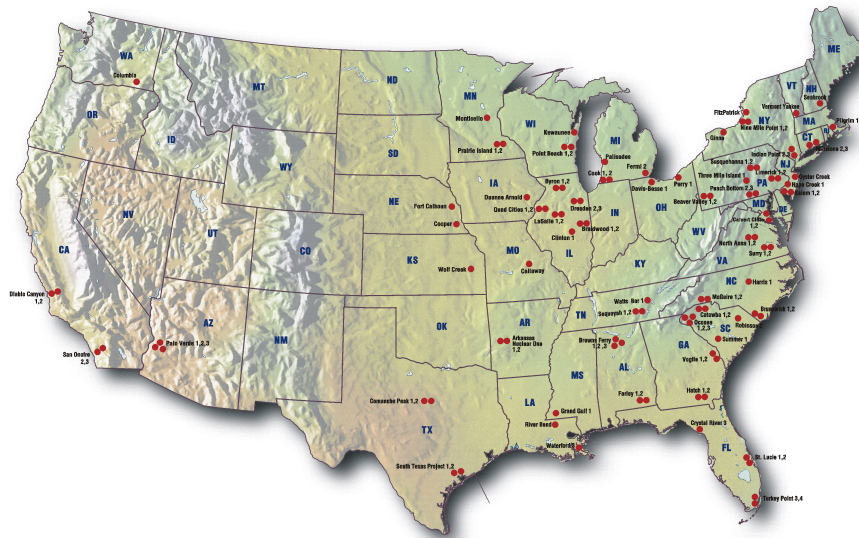 WA
Columbia
MT
ND
MN
ME
VT
NH
Seabrook
Vermont Yankee
OR
ID
Monticello
WI
FitzPatrick
NY
MA
Pilgrim 1
Nine Mile Point 1,2
CT
RI
Millstone 2,3
SD
Prairie Island 1,2
Kewaunee
Point Beach 1,2
MI
Ginna
Indian Point 2,3
WY
Palisades
Fermi 2
Susquehanna 1,2
NJ
Cook 1, 2
Davis-Besse 1
Perry 1
Limerick 1,2
Oyster Creek
Three Mile Island 1
PA
Hope Creek 1
IA
Byron 1,2
Peach Bottom 2,3
Salem 1,2
Duane Arnold
Beaver Valley 1,2
MD
DE
NE
Fort Calhoun
Quad Cities 1,2
Dresden 2,3
IN
OH
Calvert Cliffs
1,2
NV
UT
Cooper
LaSalle 1,2
Braidwood 1,2
WV
North Anna 1,2
CA
CO
Clinton 1
Surry 1,2
MO
IL
KS
Wolf Creek
Callaway
KY
VA
Diablo Canyon
1,2
NC
Harris 1
Watts Bar 1
McGuire 1,2
TN
Sequoyah 1,2
Catawba 1,2
Brunswick 1,2
AZ
Oconee
1,2,3
SC
Robinson 2
OK
AR
Arkansas
Nuclear One
1,2
Browns Ferry
1,2 ,3
GA
Summer 1
San Onofre
2,3
Palo Verde 1,2,3
NM
MS
AL
Vogtle 1,2
Comanche Peak 1,2
LA
Farley 1,2
Hatch 1,2
TX
Grand Gulf 1
River Bend
Crystal River 3
Waterford 3
FL
St. Lucie 1,2
South Texas Project 1,2
Turkey Point 3,4